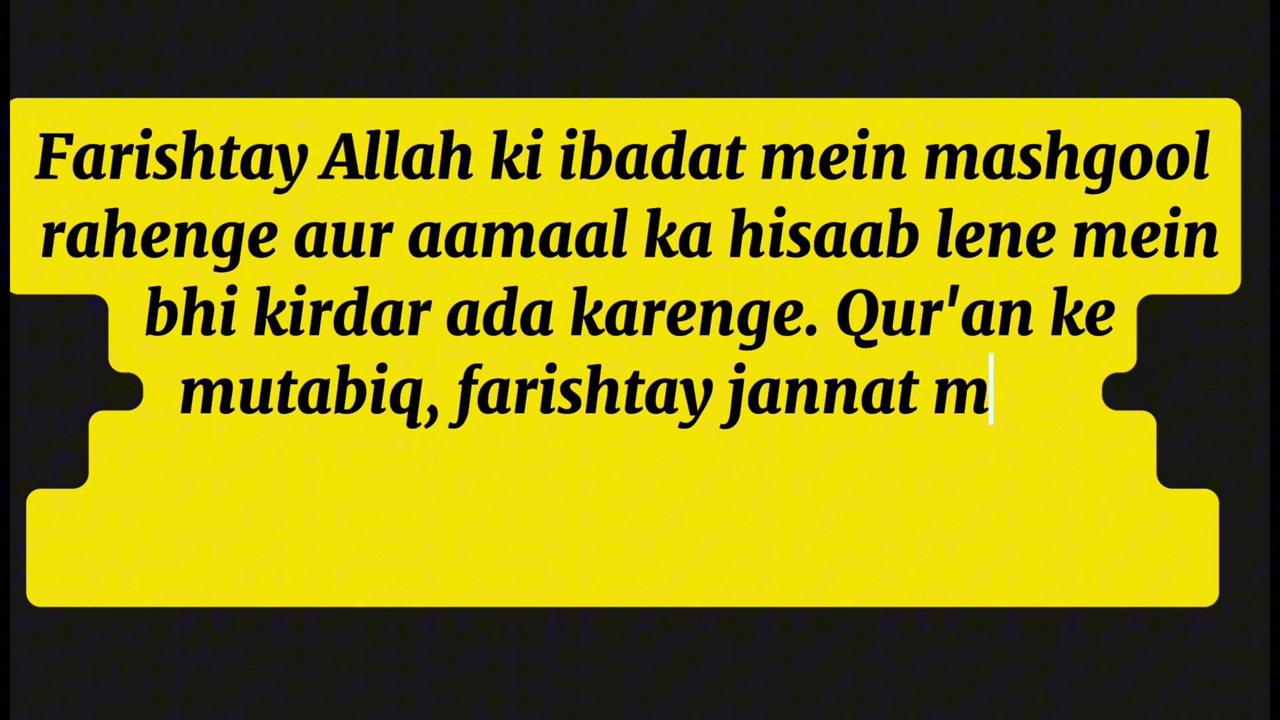 Farishtay Allah ki ibadat mein mashgool
rahenge aur aamaal ka hisaab lene mein
bhi kirdar ada karenge. Qur'an ke
mutabiq, farishtay jannat m